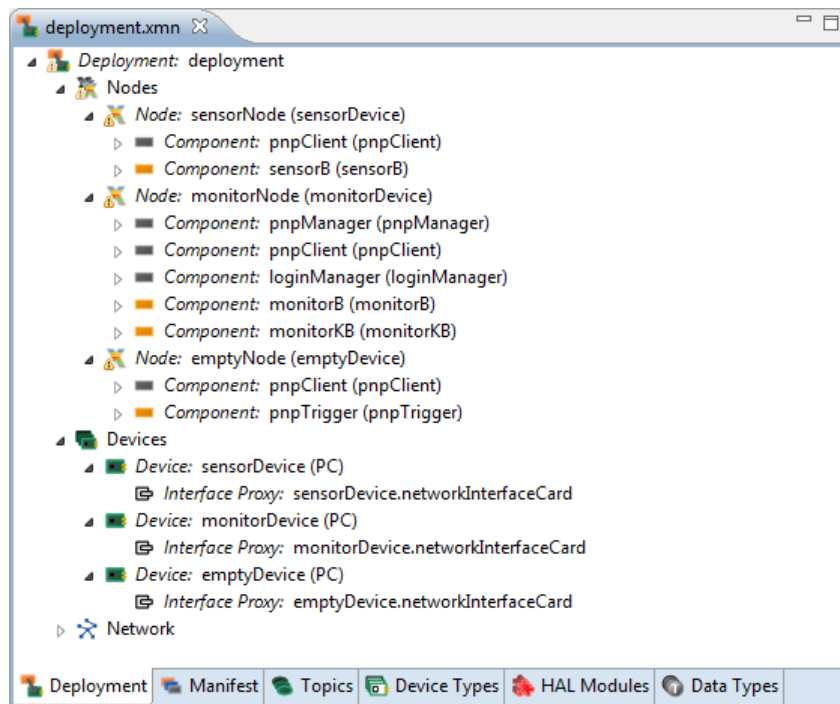 deployment.xmn
Deployment: deployment
Nodes
Node: sensorNode (sensorDevice)
Component: pnpClient (pnpClient)
Component: sensorB (sensorB)
Node: monitorNode (monitorDevice)
Component: pnpManager (pnpManager)
Component: pnpClient (pnpClient)
Component: loginManager (loginManager)
Component: monitorB (monitorB)
Component: monitorKB (monitorKB)
Node: emptyNode (emptyDevice)
Component: pnpClient (pnpClient)
Component: pnpTrigger (pnpTrigger)
Devices
Device: sensorDevice (PC)
Interface Proxy: sensorDevice.networkInterfaceCard
Device: monitorDevice (PC)
Interface Proxy: monitorDevice.networkInterfaceCard
Device: emptyDevice (PC)
Interface Proxy: emptyDevice.networkInterfaceCard
Network
Deployment Manifest Topics Device Types HAL Modules Data Types